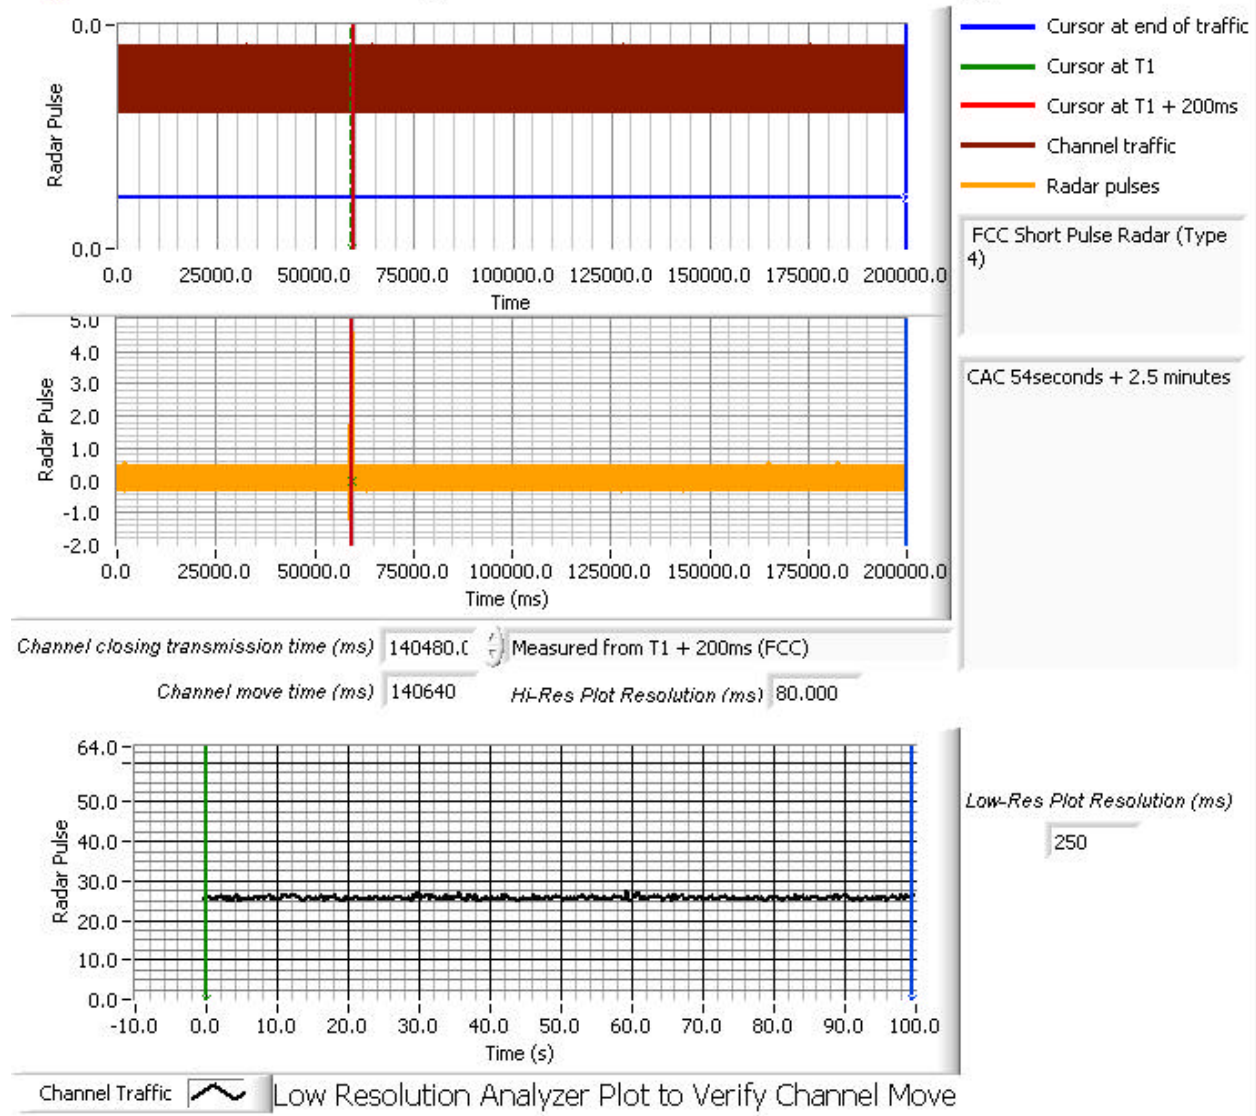 0.0
Radar Pulse
0.0
0.0 25000.0 50000.0 75000.0 100000.0 125000.0 150000.0 175000.0 200000.0
Time
Cursor at end of traffic
Cursor at T1
Cursor at T1 + 200ms
Channel traffic
Radar pulses
FCC Short Pulse Radar (Type
4)
5.0
4.0
3.0
2.0
1.0
0.0
-1.0
-2.0
Radar Pulse
0.0 25000.0 50000.0 75000.0 100000.0 125000.0 150000.0 175000.0 200000.0
Time (ms)
CAC 54seconds + 2.5 minutes
Channel closing transmission time (ms) 140480.0 Measured from T1 + 200ms (FCC)
Channel move time (ms) 140640 Hi-Res Plot Resolution (ms) 80.000
64.0
50.0
40.0
30.0
20.0
10.0
0.0
Radar Pulse
-10.0 0.0 10.0 20.0 30.0 40.0 50.0 60.0 70.0 80.0 90.0 100.0
Time (s)
Low-Res Plot Resolution (ms)
250
Channel Traffic
Low Resolution Analyzer Plot to Verify Channel Move